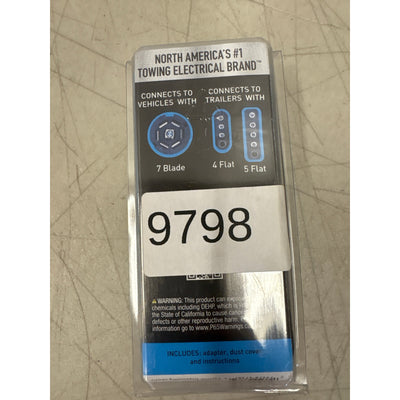 NORTH AMERICA'S #1
TOWING ELECTRICAL BRAND™
CONNECTS TO CONNECTS TO
VEHICLES WITH TRAILERS WITH
7 Blade 4 Flat 5 Flat
9798
⚠WARNING: This product can expose
chemicals including DEHP, which is
the State of California to cause cancer
defects or other reproductive harm.
information go to www.P65Warnings.c
INCLUDES: adapter, dust cover
and instructions